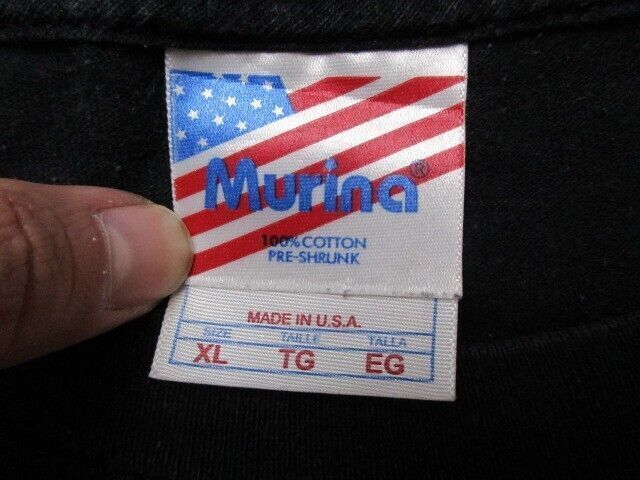 Murina®
100% COTTON
PRE-SHRUNK
MADE IN U.S.A.
SIZE TAILLE TALLA
XL TG EG